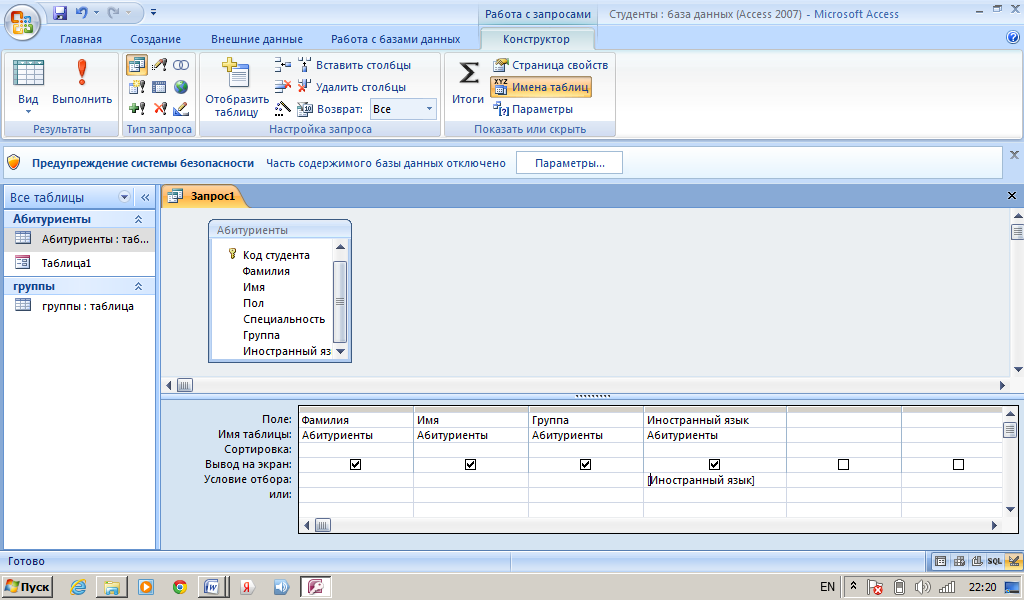 Работа с запросами
Студенты : база данных (Access 2007) - Microsoft Access
Главная Создание Внешние данные Работа с базами данных Конструктор
Вид
Выполнить
Результаты
Тип запроса
Отобразить таблицу
Вставить столбцы
Удалить столбцы
Возврат: Все
Настройка запроса
Σ
Итоги
Страница свойств
XYZ Имена таблиц
Параметры
Показать или скрыть
Предупреждение системы безопасности Часть содержимого базы данных отключено Параметры...
Все таблицы «
Абитуриенты
Абитуриенты : таб...
Таблица1
группы
группы : таблица
Запрос1
Абитуриенты
Код студента
Фамилия
Имя
Пол
Специальность
Группа
Иностранный яз
Поле: Фамилия Имя Группа Иностранный язык
Имя таблицы: Абитуриенты Абитуриенты Абитуриенты Абитуриенты
Сортировка:
Вывод на экран:
Условие отбора: [Иностранный язык]
или:
Готово
SQL
Пуск
EN
22:20